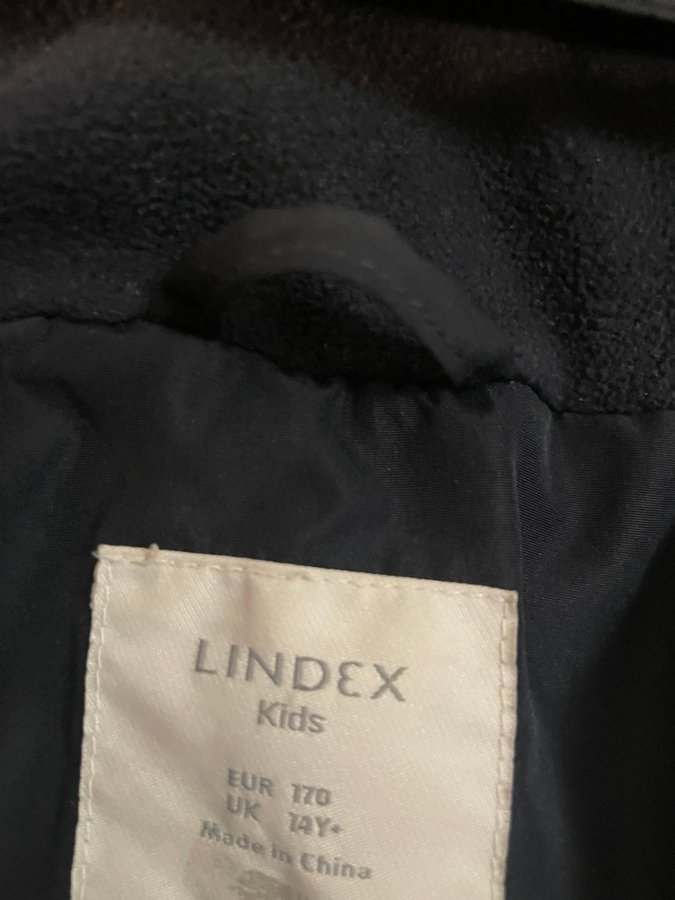 LINDEX
Kids
EUR 170
UK 14Y+
Made in China